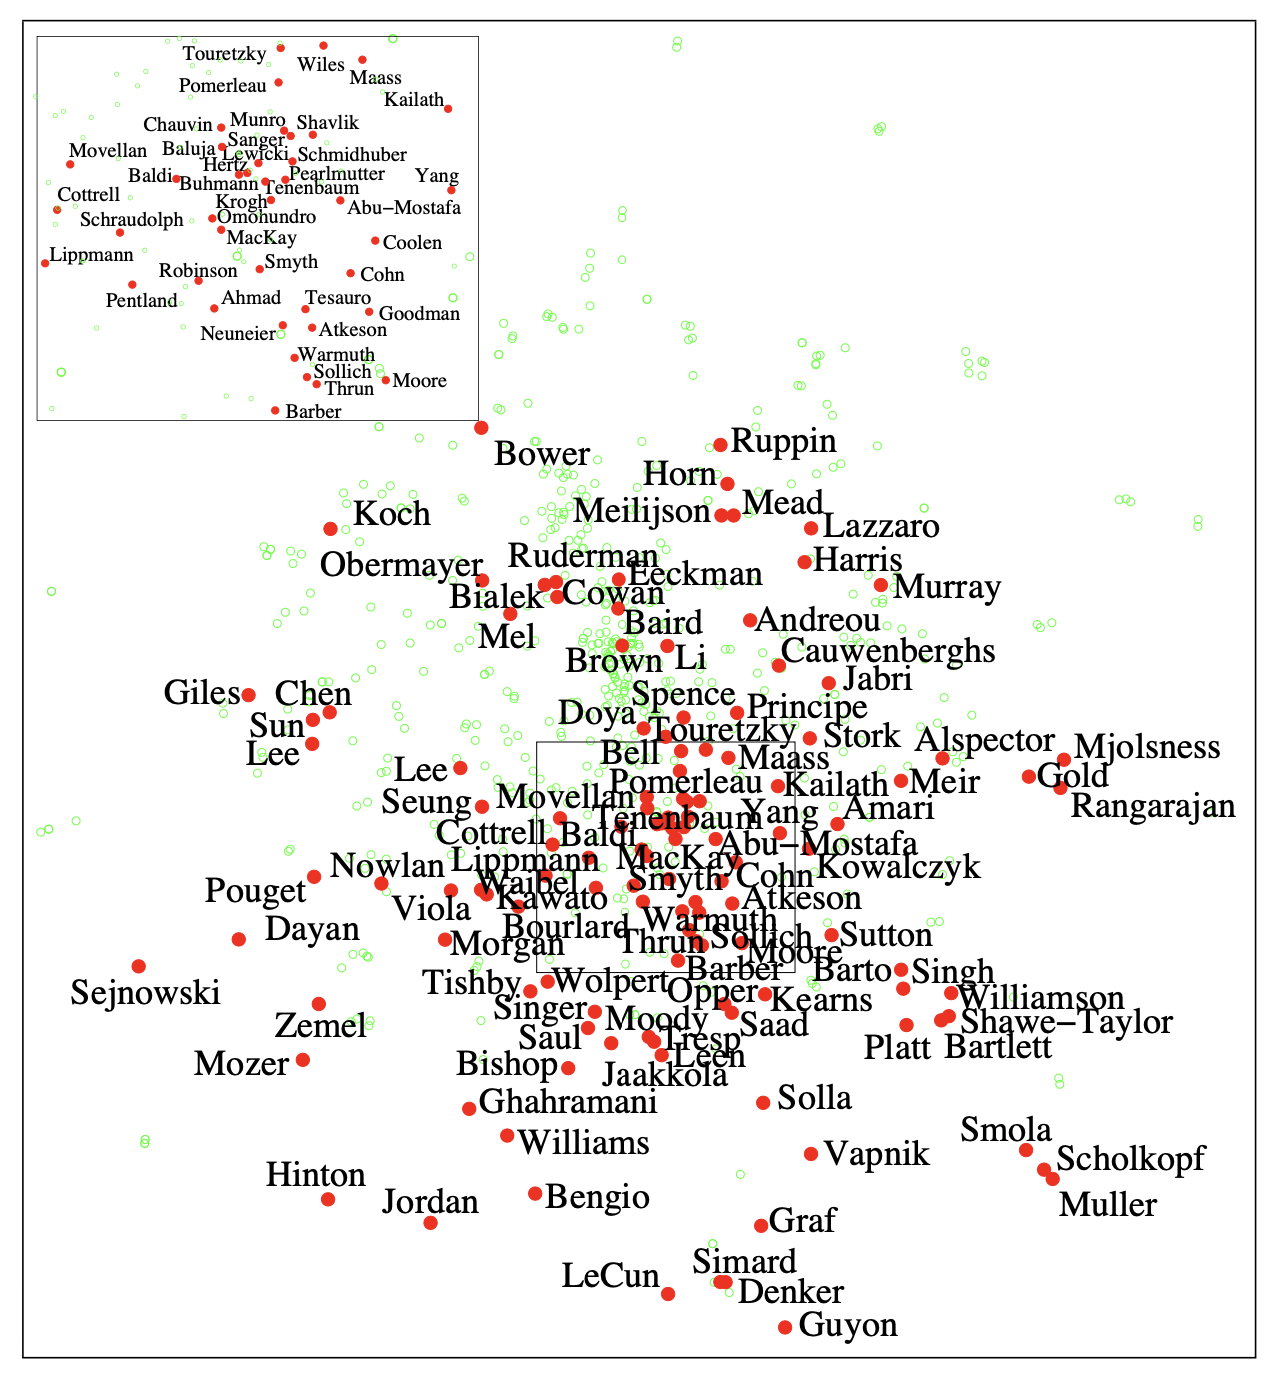 Touretzky
Wiles
Maass
Pomerleau
Kailath
Chauvin
Munro
Shavlik
Baluja
Sanger
Movellan
Lewicki
Schmidhuber
Hertz
Pearlmutter
Baldi
Buhmann
Tenenbaum
Yang
Cottrell
Krogh
Abu−Mostafa
Schraudolph
Omohundro
MacKay
Coolen
Lippmann
Smyth
Robinson
Cohn
Pentland
Ahmad
Tesauro
Goodman
Neuneier
Atkeson
Warmuth
Sollich
Thrun
Moore
Barber
Bower
Ruppin
Horn
Koch
Meilijson
Mead
Lazzaro
Ruderman
Harris
Obermayer
Eeckman
Bialek
Cowan
Murray
Mel
Baird
Andreou
Brown
Li
Cauwenberghs
Jabri
Giles
Chen
Spence
Principe
Sun
Doya
Touretzky
Stork
Alspector
Mjolsness
Lee
Bell
Maass
Lee
Pomerleau
Kailath
Meir
Gold
Seung
Movellan
Rangarajan
Tenenbaum
Yang
Amari
Cottrell
Baldi
Abu−Mostafa
Nowlan
Lippmann
MacKay
Kowalczyk
Pouget
Waibel
Smyth
Cohn
Viola
Kawato
Atkeson
Dayan
Bourlard
Warmuth
Morgan
Thrun
Sollich
Sutton
Moore
Sejnowski
Tishby
Wolpert
Barber
Barto
Singh
Singer
Opper
Kearns
Williamson
Zemel
Moody
Saad
Shawe−Taylor
Saul
Tresp
Platt
Bartlett
Mozer
Bishop
Leen
Jaakkola
Ghahramani
Solla
Williams
Smola
Vapnik
Scholkopf
Hinton
Muller
Jordan
Bengio
Graf
Simard
LeCun
Denker
Guyon